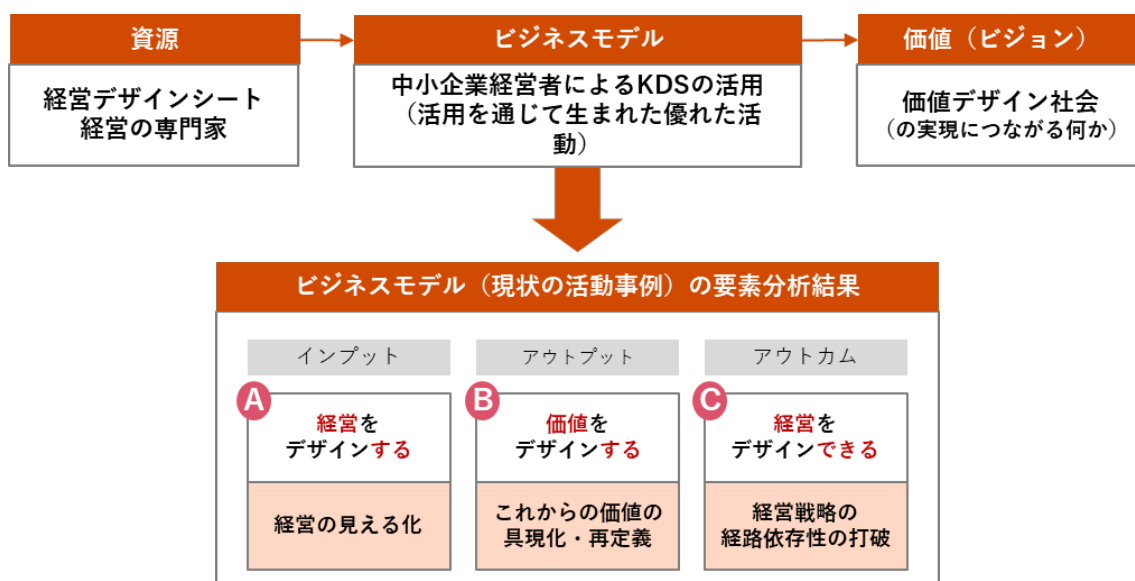 資源
ビジネスモデル
価値（ビジョン）
経営デザインシート
経営の専門家
中小企業経営者によるKDSの活用
（活用を通じて生まれた優れた活
動）
価値デザイン社会
（の実現につながる何か）
ビジネスモデル（現状の活動事例）の要素分析結果
インプット
アウトプット
アウトカム
A
経営を
デザインする
経営の見える化
B
価値を
デザインする
これからの価値の
具現化・再定義
C
経営を
デザインできる
経営戦略の
経路依存性の打破